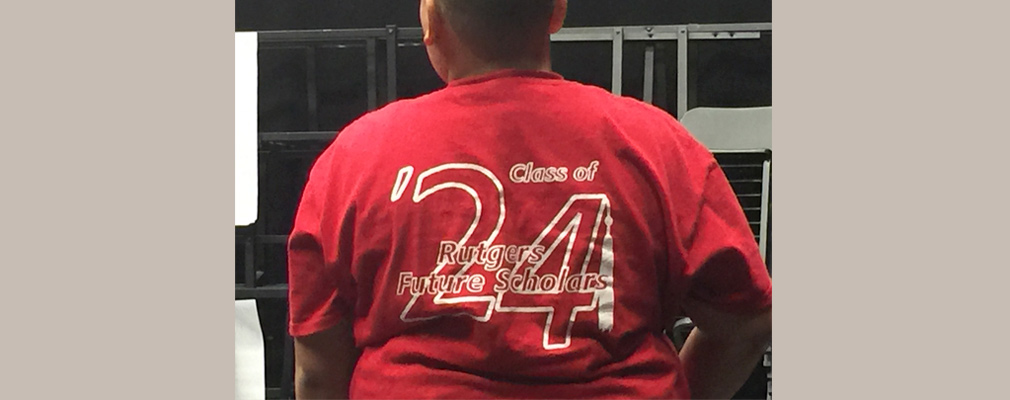 Class of
'24
Rutgers
Future Scholars